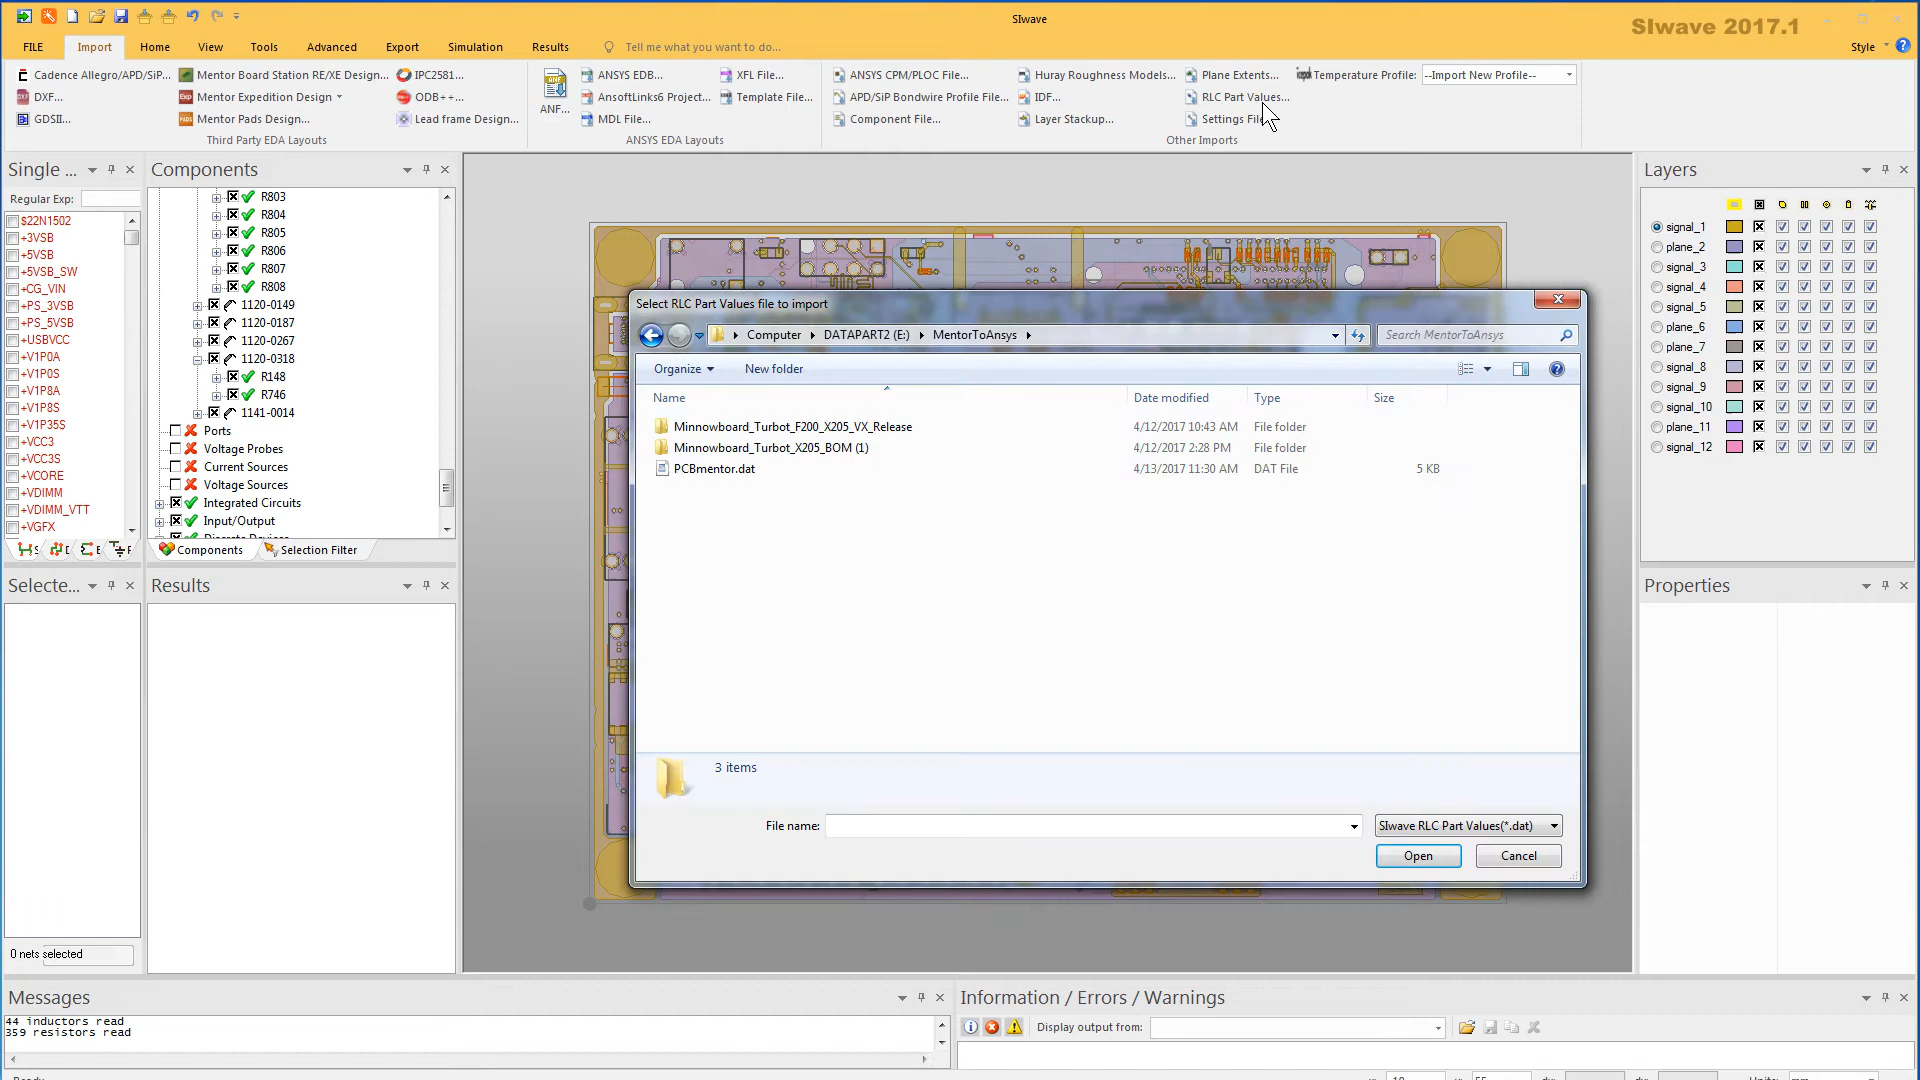 SIwave
SIwave 2017.1
FILE
Import
Home
View
Tools
Advanced
Export
Simulation
Results
Tell me what you want to do...
Style
Cadence Allegro/APD/SiP...
DXF...
GDSII...
Mentor Board Station RE/XE Design...
Mentor Expedition Design
Mentor Pads Design...
IPC2581...
ODB++...
Lead frame Design...
Third Party EDA Layouts
ANF...
ANSYS EDB...
AnsoftLinks6 Project...
MDL File...
XFL File...
Template File...
ANSYS EDA Layouts
ANSYS CPM/PLOC File...
APD/SiP Bondwire Profile File...
Component File...
Huray Roughness Models...
IDF...
Layer Stackup...
Plane Extents...
RLC Part Values...
Settings Fil
Temperature Profile:
--Import New Profile--
Other Imports
Single ...
Regular Exp:
$22N1502
+3VSB
+5VSB
+5VSB_SW
+CG_VIN
+PS_3VSB
+PS_5VSB
+USBVCC
+V1P0A
+V1P0S
+V1P8A
+V1P8S
+V1P35S
+VCC3
+VCC3S
+VCORE
+VDIMM
+VDIMM_VTT
+VGFX
Components
R803
R804
R805
R806
R807
R808
1120-0149
1120-0187
1120-0267
1120-0318
R148
R746
1141-0014
Ports
Voltage Probes
Current Sources
Voltage Sources
Integrated Circuits
Input/Output
Components
Selection Filter
Selecte...
0 nets selected
Results
Select RLC Part Values file to import
Computer
DATAPART2 (E:)
MentorToAnsys
Search MentorToAnsys
Organize
New folder
Name
Date modified
Type
Size
Minnowboard_Turbot_F200_X205_VX_Release
4/12/2017 10:43 AM
File folder
Minnowboard_Turbot_X205_BOM (1)
4/12/2017 2:28 PM
File folder
PCBmentor.dat
4/13/2017 11:30 AM
DAT File
5 KB
3 items
File name:
SIwave RLC Part Values(*.dat)
Open
Cancel
Layers
signal_1
plane_2
signal_3
signal_4
signal_5
plane_6
plane_7
signal_8
signal_9
signal_10
plane_11
signal_12
Properties
Messages
44 inductors read
359 resistors read
Information / Errors / Warnings
Display output from: